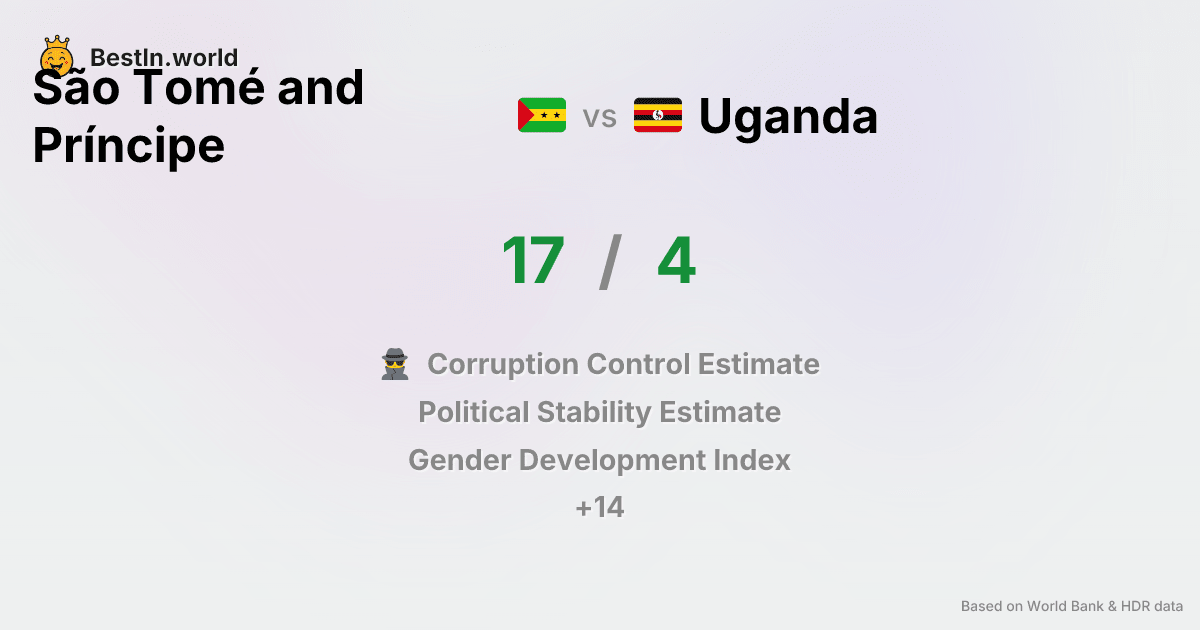 BestIn.world
São Tomé and
Príncipe
vs
Uganda
17 / 4
Corruption Control Estimate
Political Stability Estimate
Gender Development Index
+14
Based on World Bank & HDR data